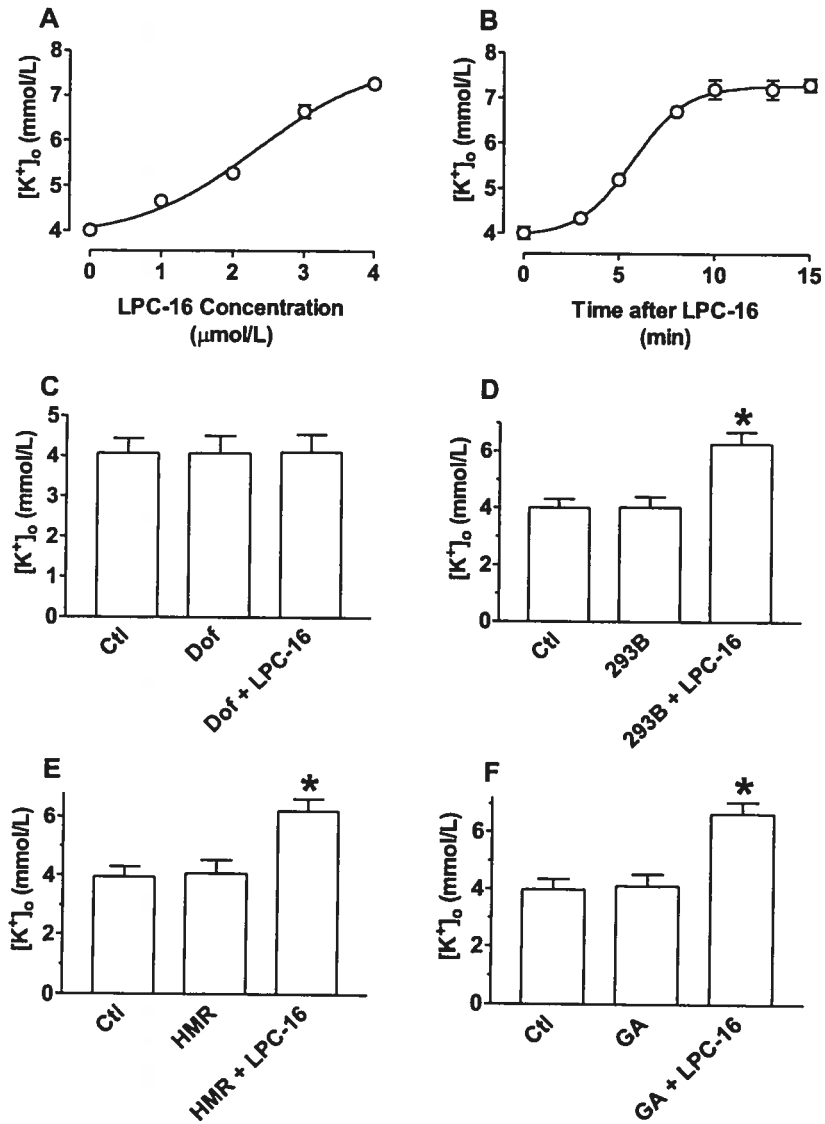 A
[K+]o (mmol/L)
8
7
6
5
4
0 1 2 3 4
LPC-16 Concentration
(μmol/L)
B
[K+]o (mmol/L)
8
7
6
5
4
0 5 10 15
Time after LPC-16
(min)
C
[K+]o (mmol/L)
5
4
3
2
1
0
Ctl
Dof
Dof + LPC-16
D
[K+]o (mmol/L)
6
4
2
0
*
Ctl
293B
293B + LPC-16
E
[K+]o (mmol/L)
6
4
2
0
*
Ctl
HMR
HMR + LPC-16
F
[K+]o (mmol/L)
6
4
2
0
*
Ctl
GA
GA + LPC-16